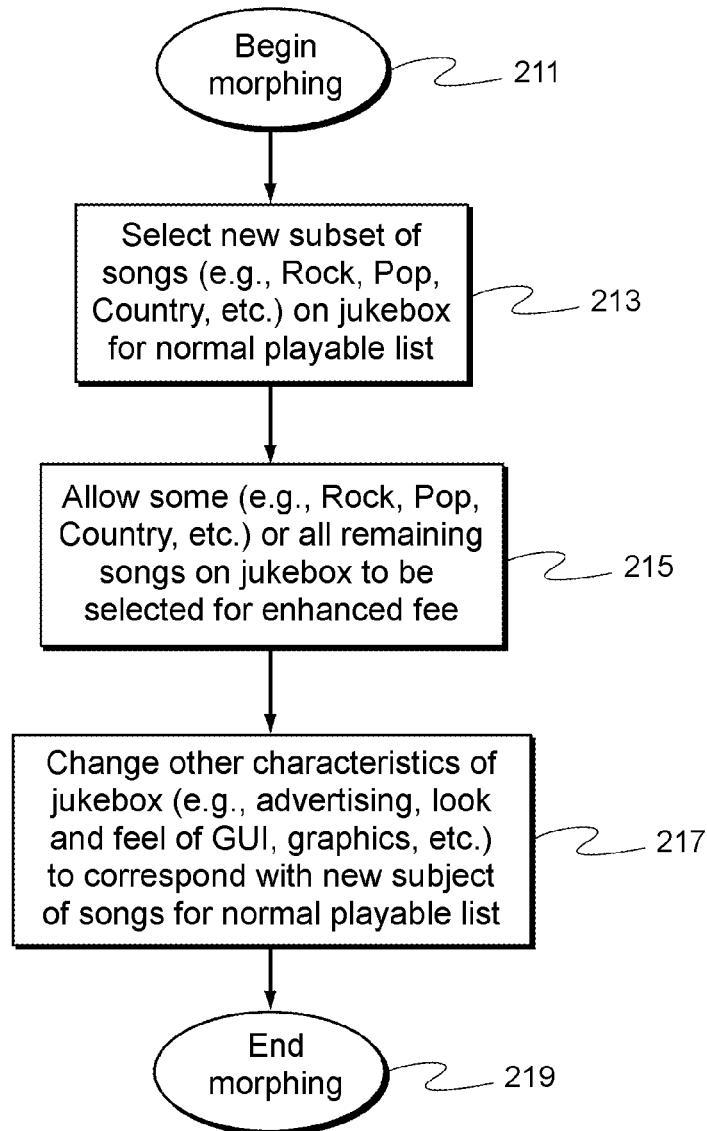 Begin
morphing
211
Select new subset of
songs (e.g., Rock, Pop,
Country, etc.) on jukebox
for normal playable list
213
Allow some (e.g., Rock, Pop,
Country, etc.) or all remaining
songs on jukebox to be
selected for enhanced fee
215
Change other characteristics of
jukebox (e.g., advertising, look
and feel of GUI, graphics, etc.)
to correspond with new subject
of songs for normal playable list
217
End
morphing
219